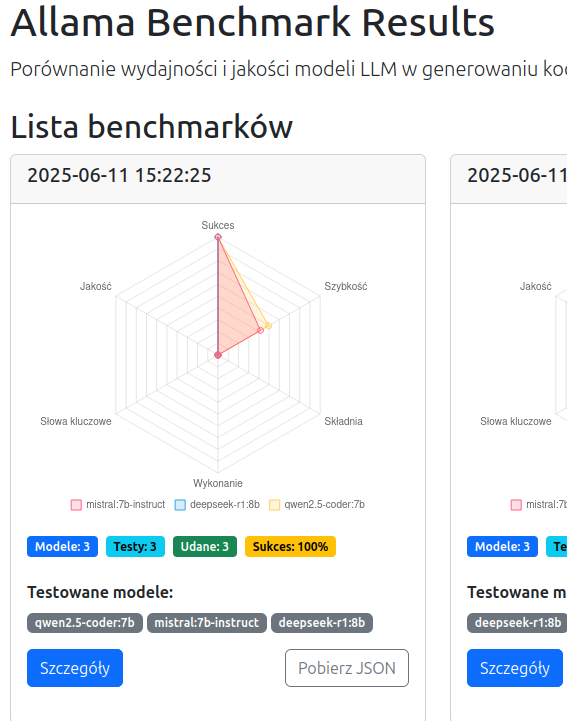 Allama Benchmark Results
Porównanie wydajności i jakości modeli LLM w generowaniu
Lista benchmarków
2025-06-11 15:22:25
Sukces
Szybkość
Składnia
Wykonanie
Słowa kluczowe
Jakość
mistral:7b-instruct deepseek-r1:8b qwen2.5-coder:7b
Modele: 3 Testy: 3 Udane: 3 Sukces: 100%
Testowane modele:
qwen2.5-coder:7b mistral:7b-instruct deepseek-r1:8b
Szczegóły Pobierz JSON
2025-06-11
Jakość
Słowa kluczowe
mistral:7b
Modele: 3 Te
Testowane m
deepseek-r1:8b
Szczegóły